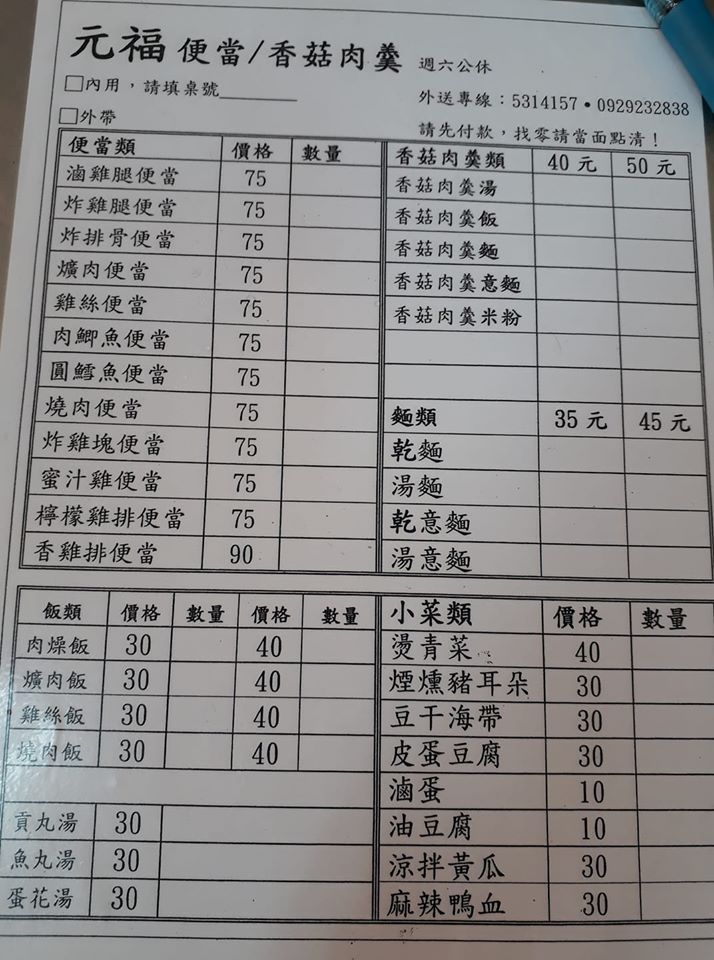 元福 便當/香菇肉羹 週六公休
□內用,請填桌號________
外送專線:5314157•0929232838
□外帶
請先付款,找零請當面點清!
便當類 價格 數量
滷雞腿便當 75
炸雞腿便當 75
炸排骨便當 75
爌肉便當 75
雞絲便當 75
肉鯽魚便當 75
圓鱈魚便當 75
燒肉便當 75
炸雞塊便當 75
蜜汁雞便當 75
檸檬雞排便當 75
香雞排便當 90
香菇肉羹類 40元 50元
香菇肉羹湯
香菇肉羹飯
香菇肉羹麵
香菇肉羹意麵
香菇肉羹米粉
麵類 35元 45元
乾麵
湯麵
乾意麵
湯意麵
飯類 價格 數量 價格 數量
肉燥飯 30 40
爌肉飯 30 40
雞絲飯 30 40
燒肉飯 30 40
貢丸湯 30
魚丸湯 30
蛋花湯 30
小菜類 價格 數量
燙青菜 40
煙燻豬耳朵 30
豆干海帶 30
皮蛋豆腐 30
滷蛋 10
油豆腐 10
涼拌黃瓜 30
麻辣鴨血 30